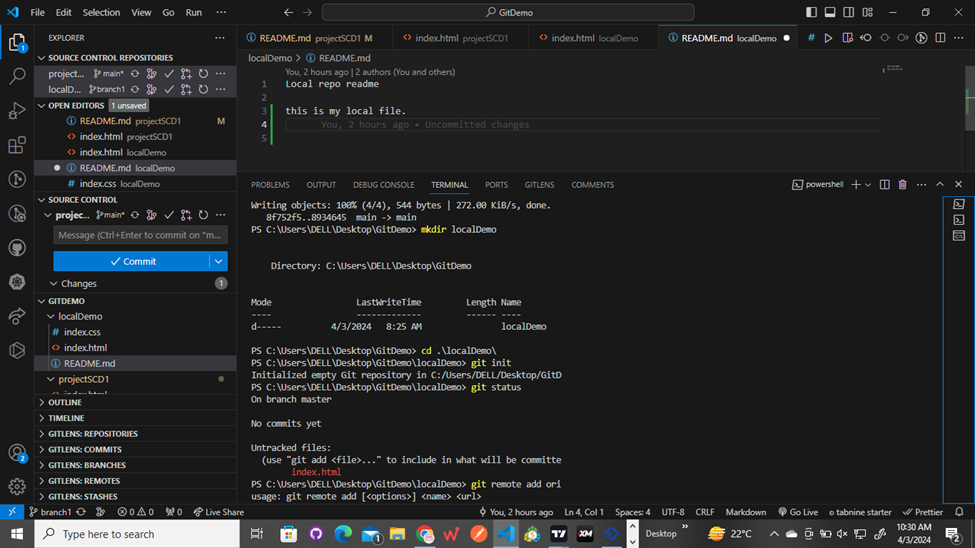 File Edit Selection View Go Run ... GitDemo
EXPLORER ...
SOURCE CONTROL REPOSITORIES
project... main* ...
localD... branch1 ...
OPEN EDITORS 1 unsaved
README.md projectSCD1 M
index.html projectSCD1
index.html localDemo
README.md localDemo
# index.css localDemo
SOURCE CONTROL
projec... main* ...
Message (Ctrl+Enter to commit on "m...
Commit
Changes 1
GITDEMO
localDemo
# index.css
index.html
README.md
projectSCD1
index.html
OUTLINE
TIMELINE
GITLENS: REPOSITORIES
GITLENS: COMMITS
GITLENS: BRANCHES
GITLENS: REMOTES
GITLENS: STASHES
README.md projectSCD1 M
index.html projectSCD1
index.html localDemo
README.md localDemo
localDemo > README.md
You, 2 hours ago | 2 authors (You and others)
1 Local repo readme
2
3 this is my local file.
4 You, 2 hours ago • Uncommitted changes
5
PROBLEMS OUTPUT DEBUG CONSOLE TERMINAL PORTS GITLENS COMMENTS powershell
Writing objects: 100% (4/4), 544 bytes | 272.00 KiB/s, done.
8f752f5..8934645 main -> main
PS C:\Users\DELL\Desktop\GitDemo> mkdir localDemo
Directory: C:\Users\DELL\Desktop\GitDemo
Mode LastWriteTime Length Name
---- ------------- ------ ----
d----- 4/3/2024 8:25 AM localDemo
PS C:\Users\DELL\Desktop\GitDemo> cd .\localDemo\
PS C:\Users\DELL\Desktop\GitDemo\localDemo> git init
Initialized empty Git repository in C:/Users/DELL/Desktop/GitD
PS C:\Users\DELL\Desktop\GitDemo\localDemo> git status
On branch master
No commits yet
Untracked files:
(use "git add <file>..." to include in what will be committe
index.html
PS C:\Users\DELL\Desktop\GitDemo\localDemo> git remote add ori
usage: git remote add [<options>] <name> <url>
branch1 0 0 0 Live Share You, 2 hours ago Ln 4, Col 1 Spaces: 4 UTF-8 CRLF Markdown Go Live tabnine starter Prettier
Type here to search
Desktop 22°C
10:30 AM
4/3/2024
2